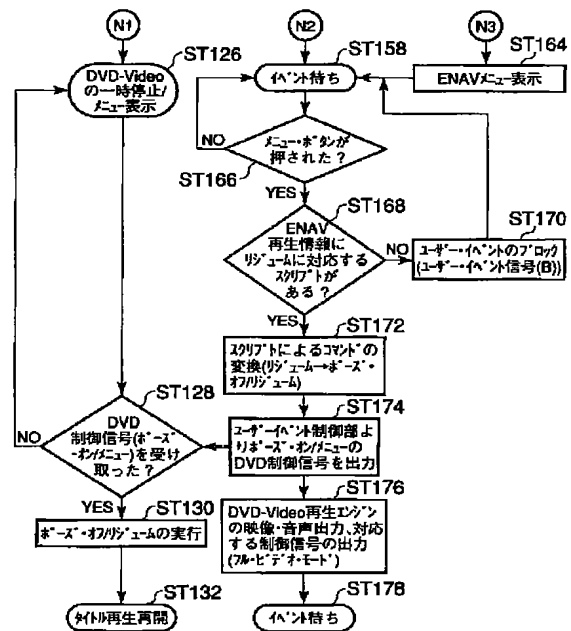 N1
N2
N3
ST126
DVD-Video
の一時停止/
メニュー表示
ST158
イベント待ち
ST164
ENAVメニュー表示
NO
メニュー・ボタンが
押された？
ST166
YES
ST168
ENAV
再生情報に
リジュームに対応する
スクリプトが
ある？
NO
ST170
ユーザー・イベントのブロック
(ユーザー・イベント信号(B))
YES
ST172
スクリプトによるコマンドの
変換(リジューム→ポーズ・
オフ/リジューム)
ST128
DVD
制御信号(ポーズ・
オン/メニュー)を受け
取った？
NO
YES
ST174
ユーザーイベント制御部よ
りポーズ・オン/メニューの
DVD制御信号を出力
ST130
ポーズ・オフ/リジュームの実行
ST176
DVD-Video再生エンジン
の映像・音声出力、対応
する制御信号の出力
(フル・ビデオ・モード)
ST132
タイトル再生再開
ST178
イベント待ち